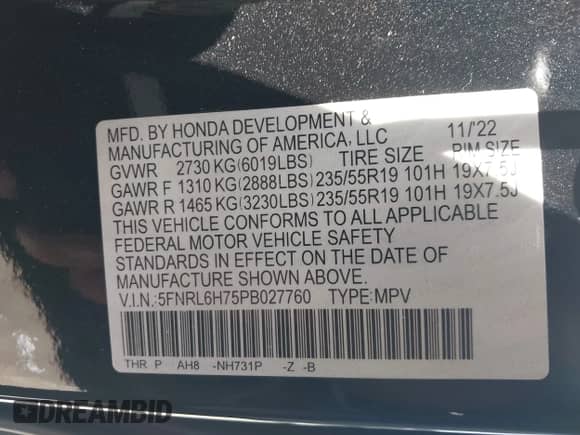 MFD. BY HONDA DEVELOPMENT &
MANUFACTURING OF AMERICA, LLC 11/'22
GVWR 2730 KG(6019LBS) TIRE SIZE RIM SIZE
GAWR F 1310 KG(2888LBS) 235/55R19 101H 19X7.5J
GAWR R 1465 KG(3230LBS) 235/55R19 101H 19X7.5J
THIS VEHICLE CONFORMS TO ALL APPLICABLE
FEDERAL MOTOR VEHICLE SAFETY
STANDARDS IN EFFECT ON THE DATE OF
MANUFACTURE SHOWN ABOVE.
V.I.N.:5FNRL6H75PB027760 TYPE:MPV
THR P AH8 -NH731P -Z -B
DREAMBID